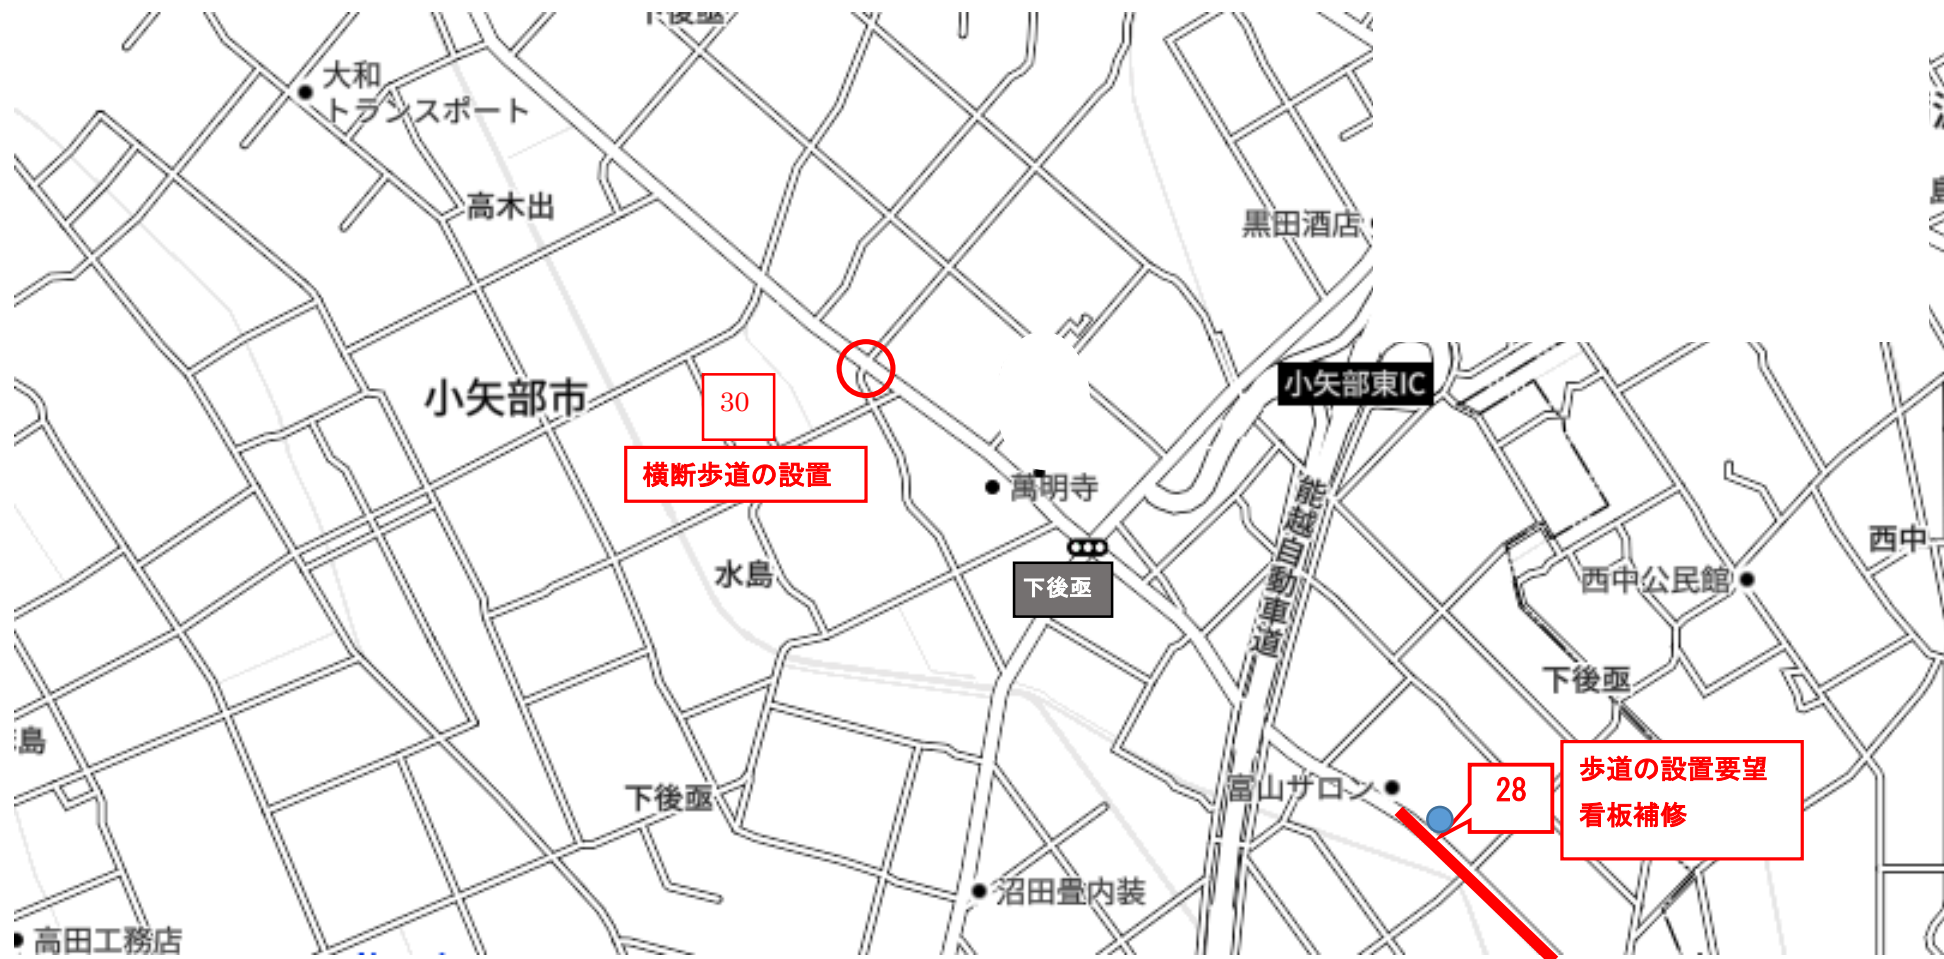 下後亟
大和
トランスポート
高木出
黒田酒店
小矢部市
小矢部東IC
30
横断歩道の設置
萬明寺
能越自動車道
水島
下後亟
西中
西中公民館
下後亟
島
下後亟
富山サロン
28
歩道の設置要望
看板補修
沼田畳内装
高田工務店